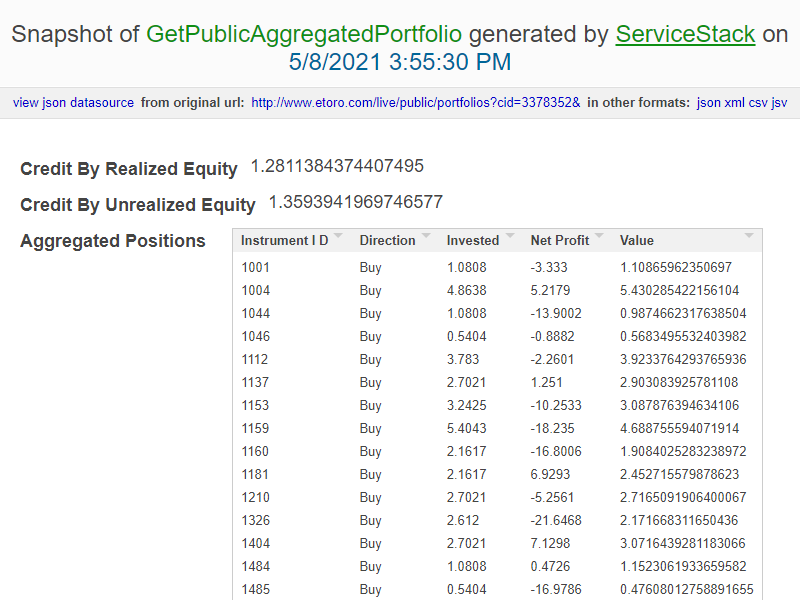 Snapshot of GetPublicAggregatedPortfolio generated by ServiceStack on
5/8/2021 3:55:30 PM
view json datasource from original url: http://www.etoro.com/live/public/portfolios?cid=3378352& in other formats: json xml csv jsv
Credit By Realized Equity 1.2811384374407495
Credit By Unrealized Equity 1.3593941969746577
Aggregated Positions
Instrument I D Direction Invested Net Profit Value
1001 Buy 1.0808 -3.333 1.10865962350697
1004 Buy 4.8638 5.2179 5.430285422156104
1044 Buy 1.0808 -13.9002 0.9874662317638504
1046 Buy 0.5404 -0.8882 0.5683495532403982
1112 Buy 3.783 -2.2601 3.9233764293765936
1137 Buy 2.7021 1.251 2.903083925781108
1153 Buy 3.2425 -10.2533 3.087876394634106
1159 Buy 5.4043 -18.235 4.688755594071914
1160 Buy 2.1617 -16.8006 1.9084025283238972
1181 Buy 2.1617 6.9293 2.452715579878623
1210 Buy 2.7021 -5.2561 2.7165091906400067
1326 Buy 2.612 -21.6468 2.171668311650436
1404 Buy 2.7021 7.1298 3.0716439281183066
1484 Buy 1.0808 0.4726 1.1523061933659582
1485 Buy 0.5404 -16.9786 0.47608012758891655